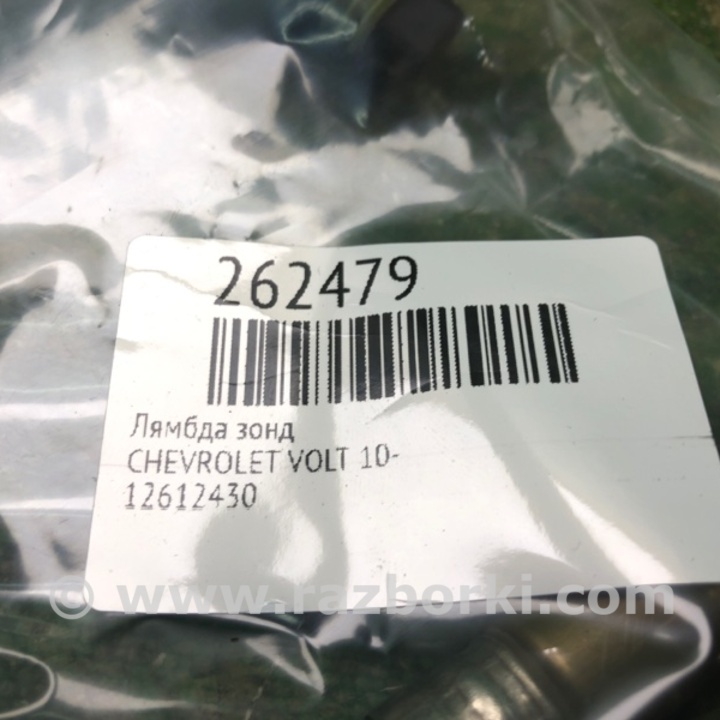 262479
Лямбда зонд
CHEVROLET VOLT 10-
12612430
© www.razborki.com